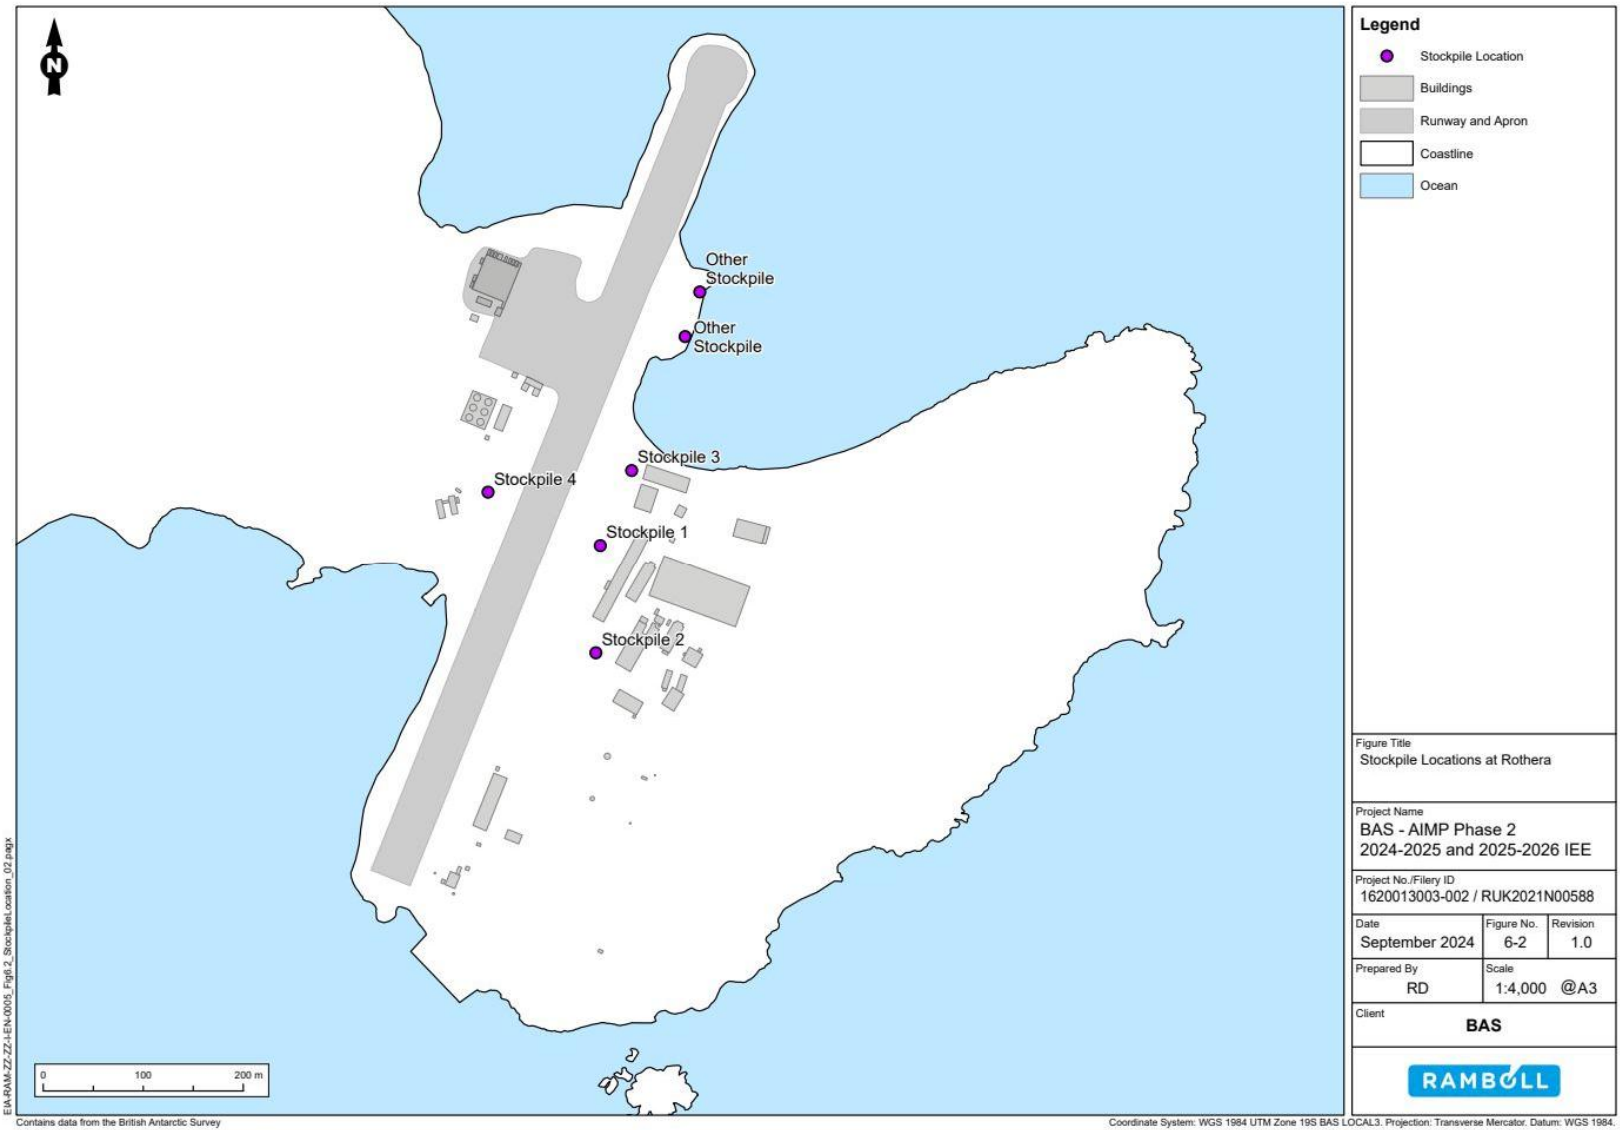 N
Other
Stockpile
Other
Stockpile
Stockpile 3
Stockpile 4
Stockpile 1
Stockpile 2
0 100 200 m
EIA-RAM-ZZ-ZZ-I-EN-0005_Fig6.2_StockpileLocation_02.pagx
Contains data from the British Antarctic Survey
Coordinate System: WGS 1984 UTM Zone 19S BAS LOCAL3. Projection: Transverse Mercator. Datum: WGS 1984.
Legend
Stockpile Location
Buildings
Runway and Apron
Coastline
Ocean
Figure Title
Stockpile Locations at Rothera
Project Name
BAS - AIMP Phase 2
2024-2025 and 2025-2026 IEE
Project No./Filery ID
1620013003-002 / RUK2021N00588
Date Figure No. Revision
September 2024 6-2 1.0
Prepared By Scale
RD 1:4,000 @A3
Client
BAS
RAMBOLL